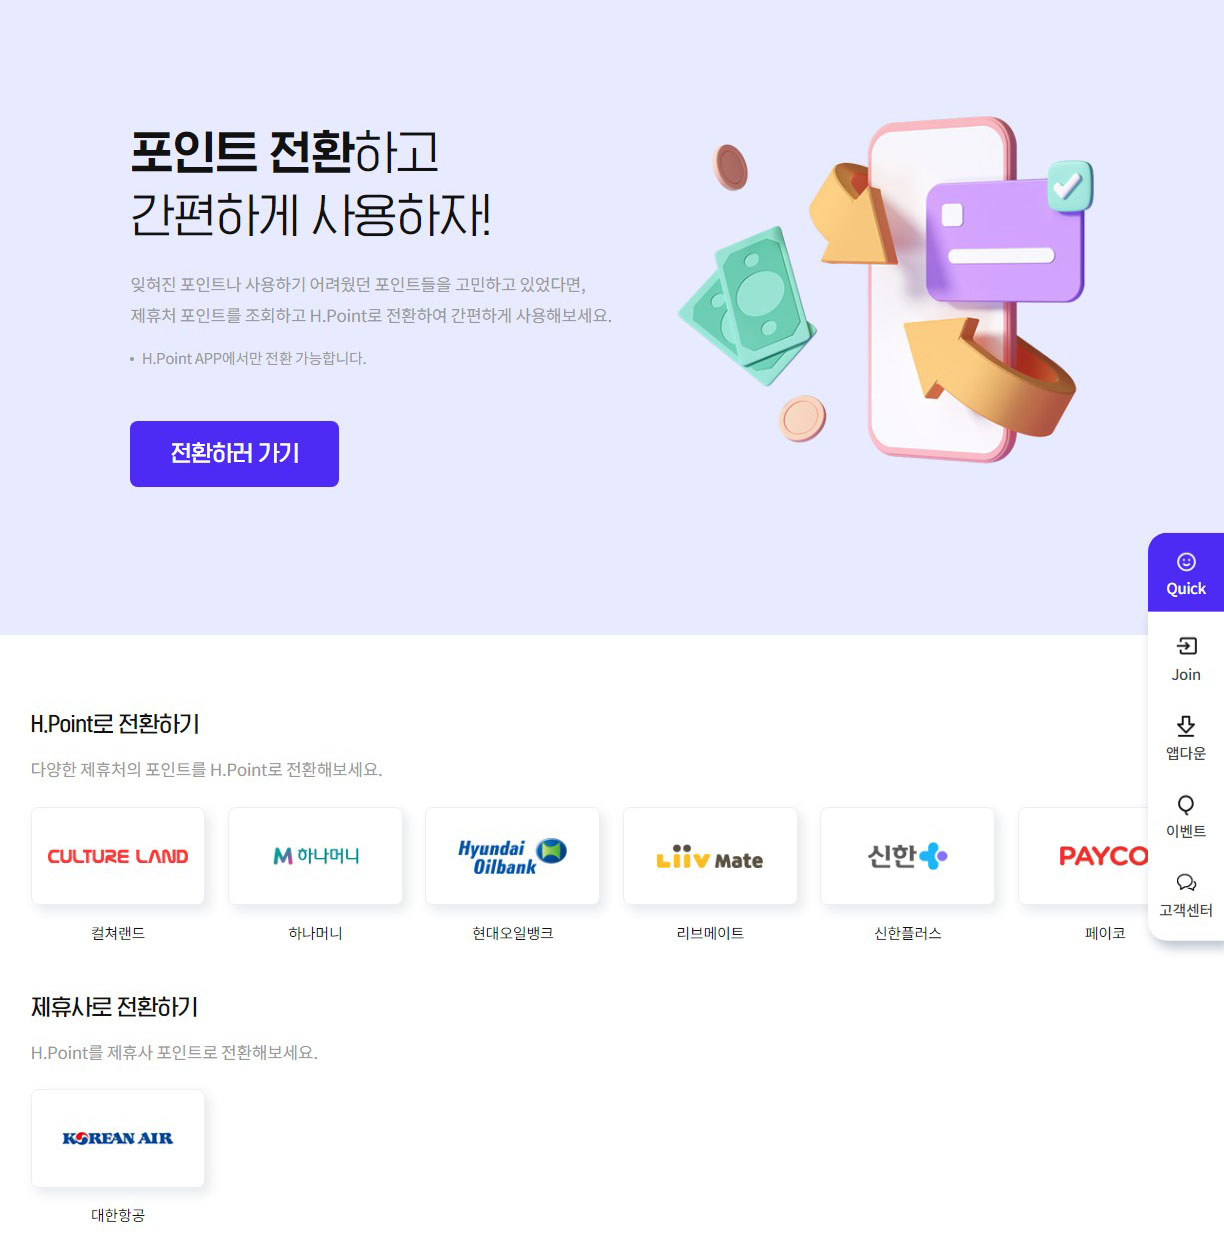 포인트 전환하고
간편하게 사용하자!
잊혀진 포인트나 사용하기 어려웠던 포인트들을 고민하고 있었다면,
제휴처 포인트를 조회하고 H.Point로 전환하여 간편하게 사용해보세요.
• H.Point APP에서만 전환 가능합니다.
전환하러 가기
Quick
Join
앱다운
이벤트
고객센터
H.Point로 전환하기
다양한 제휴처의 포인트를 H.Point로 전환해보세요.
CULTURE LAND
하나머니
Hyundai
Oilbank
Liiv Mate
신한
PAYCO
컬쳐랜드
하나머니
현대오일뱅크
리브메이트
신한플러스
페이코
제휴사로 전환하기
H.Point를 제휴사 포인트로 전환해보세요.
KOREAN AIR
대한항공